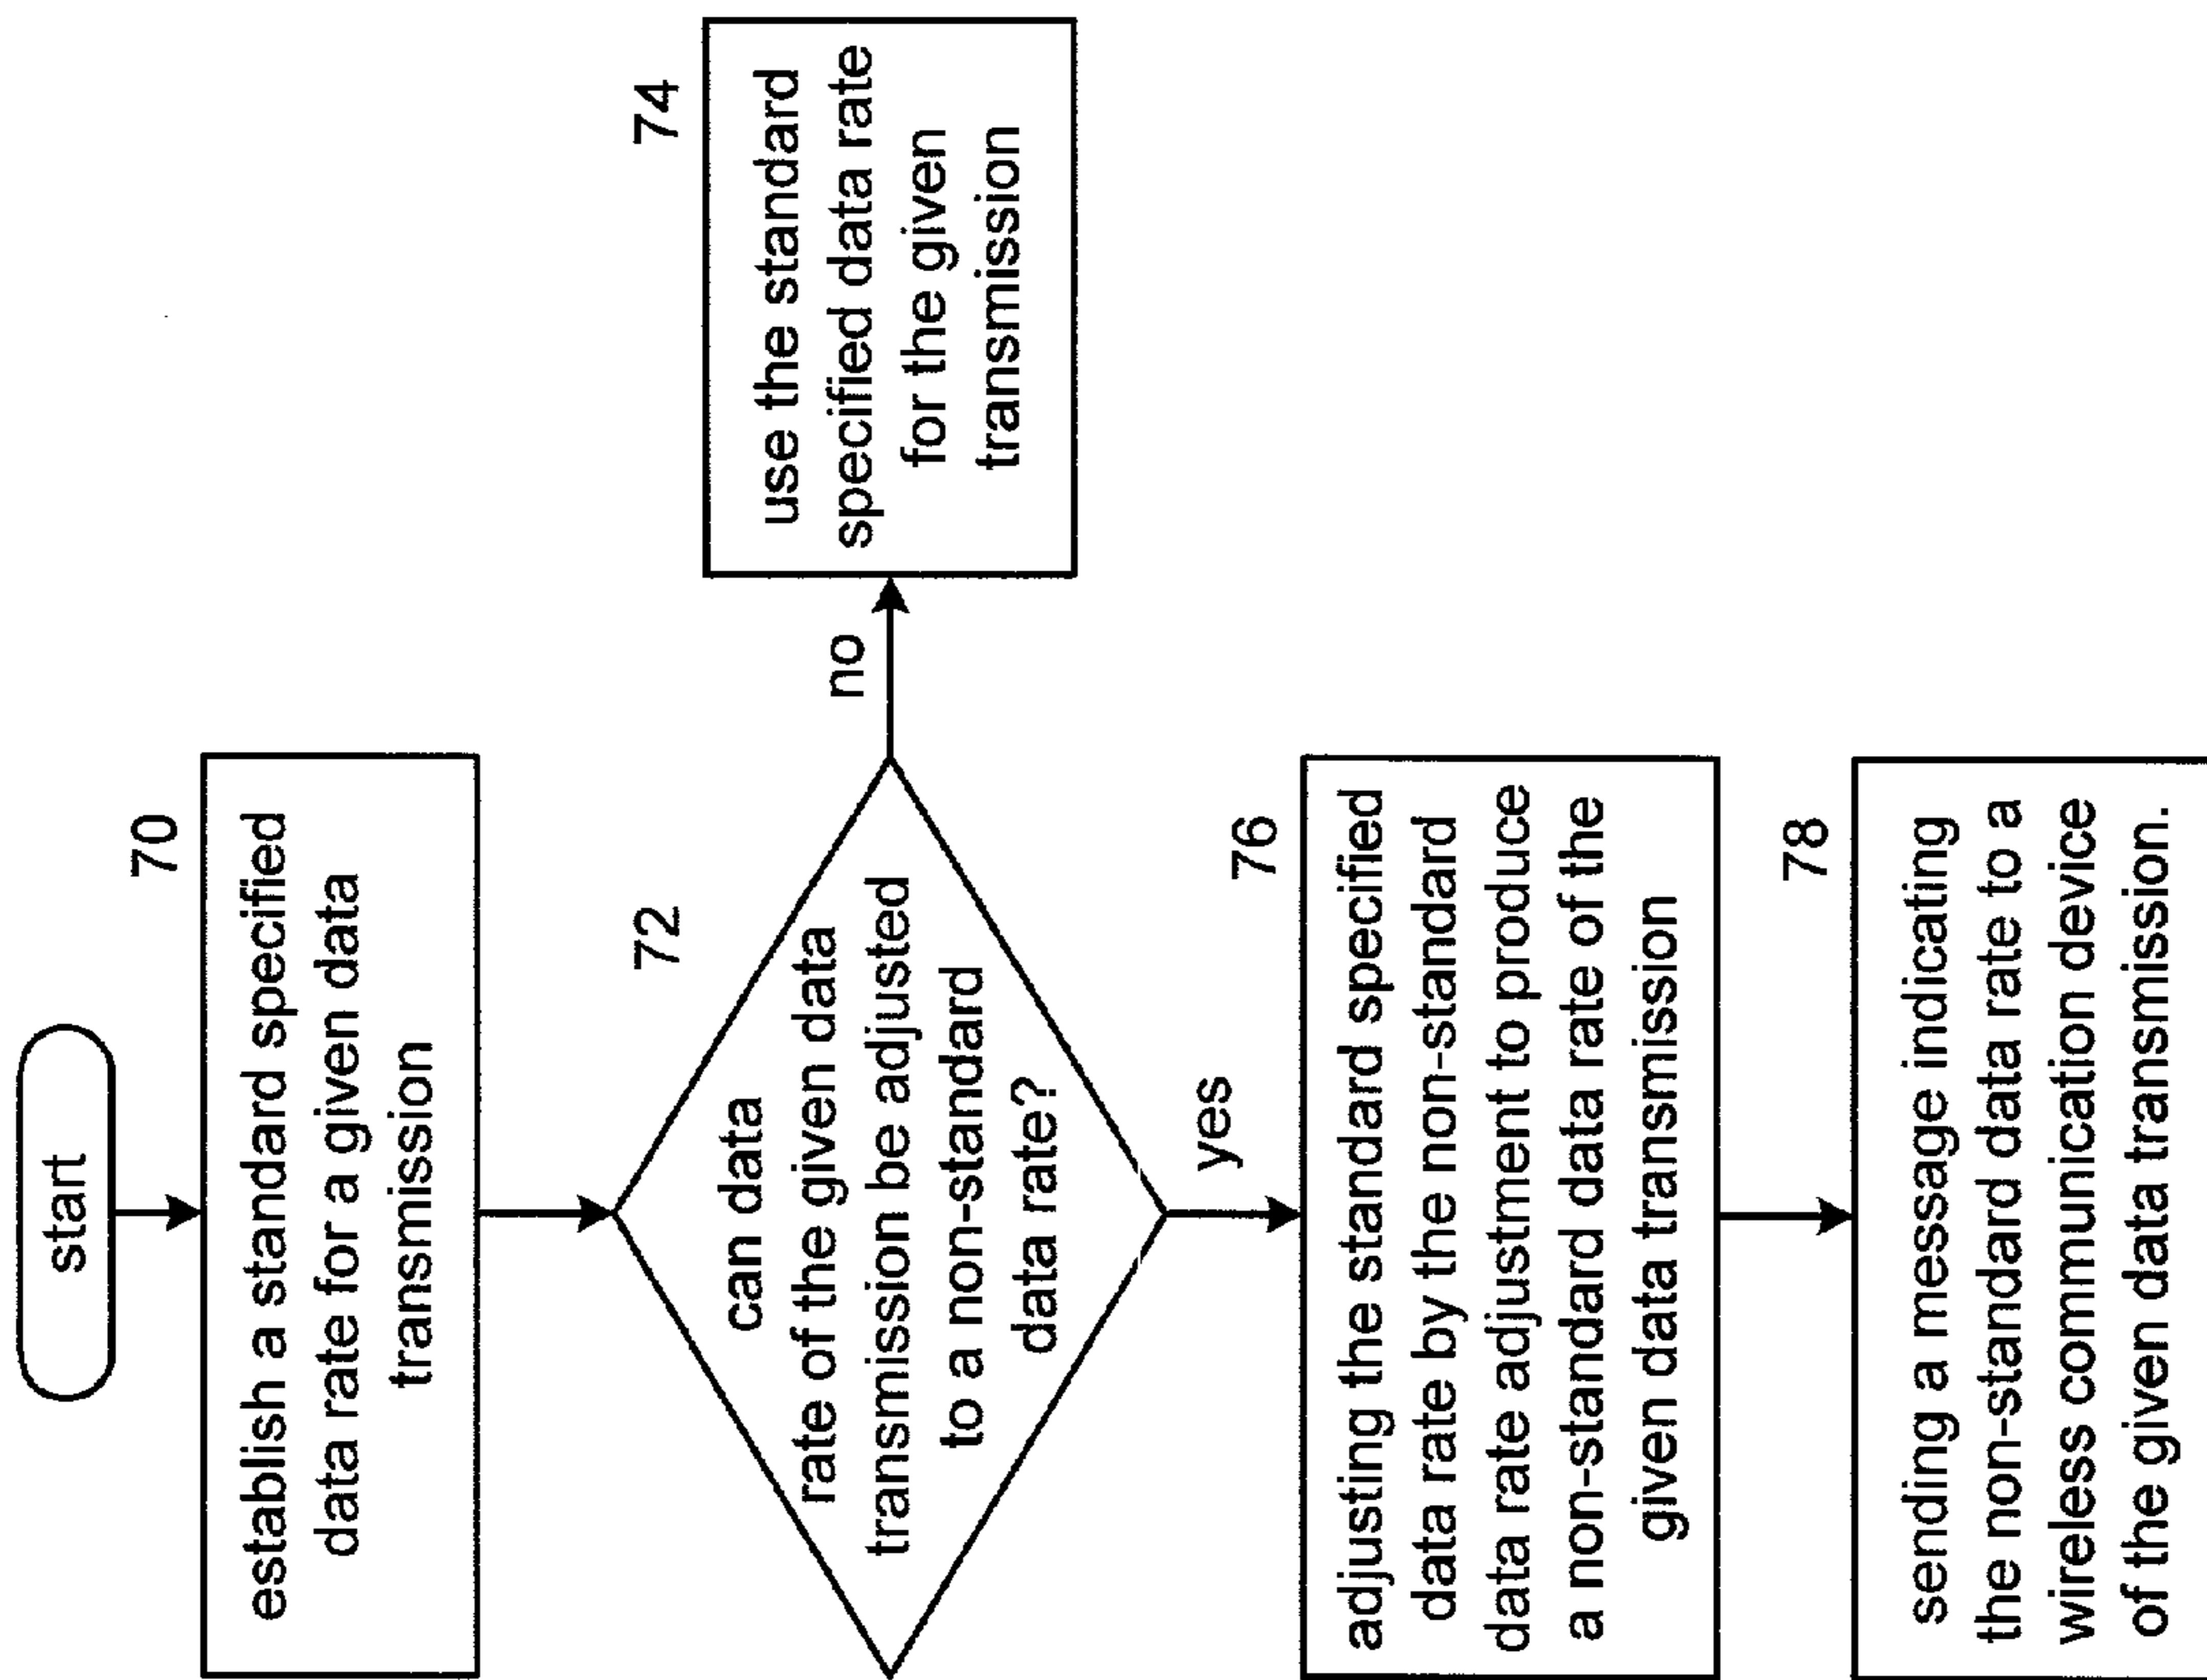 start
70
establish a standard specified
data rate for a given data
transmission
72
can data
rate of the given data
transmission be adjusted
to a non-standard
data rate?
no
74
use the standard
specified data rate
for the given
transmission
yes
76
adjusting the standard specified
data rate by the non-standard
data rate adjustment to produce
a non-standard data rate of the
given data transmission
78
sending a message indicating
the non-standard data rate to a
wireless communication device
of the given data transmission.